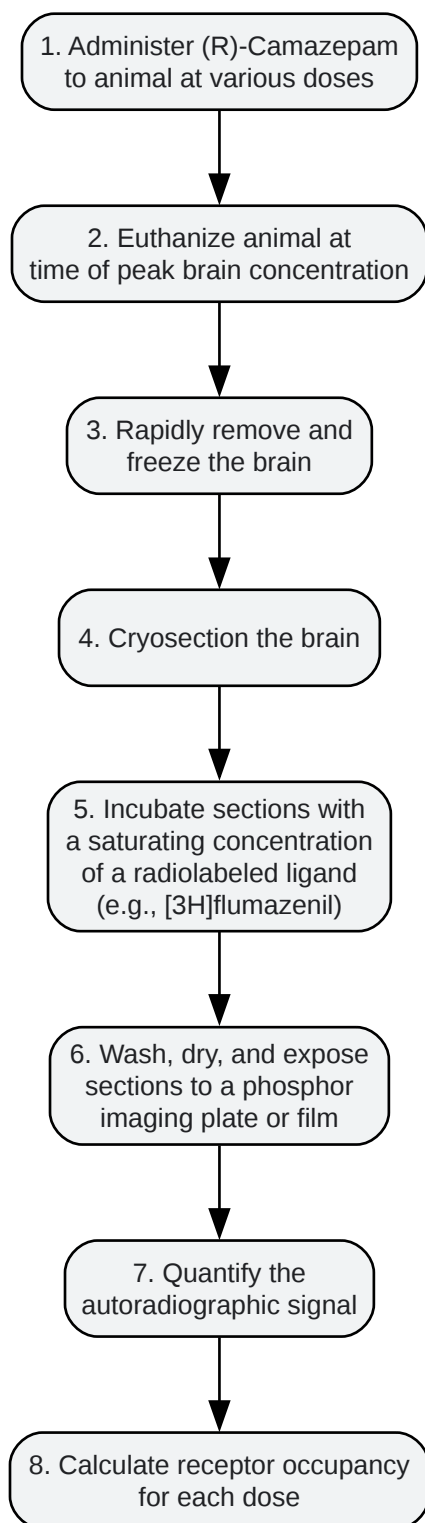 1. Administer (R)-Camazepam
to animal at various doses
2. Euthanize animal at
time of peak brain concentration
3. Rapidly remove and
freeze the brain
4. Cryosection the brain
5. Incubate sections with
a saturating concentration
of a radiolabeled ligand
(e.g., [3H]flumazenil)
6. Wash, dry, and expose
sections to a phosphor
imaging plate or film
7. Quantify the
autoradiographic signal
8. Calculate receptor occupancy
for each dose